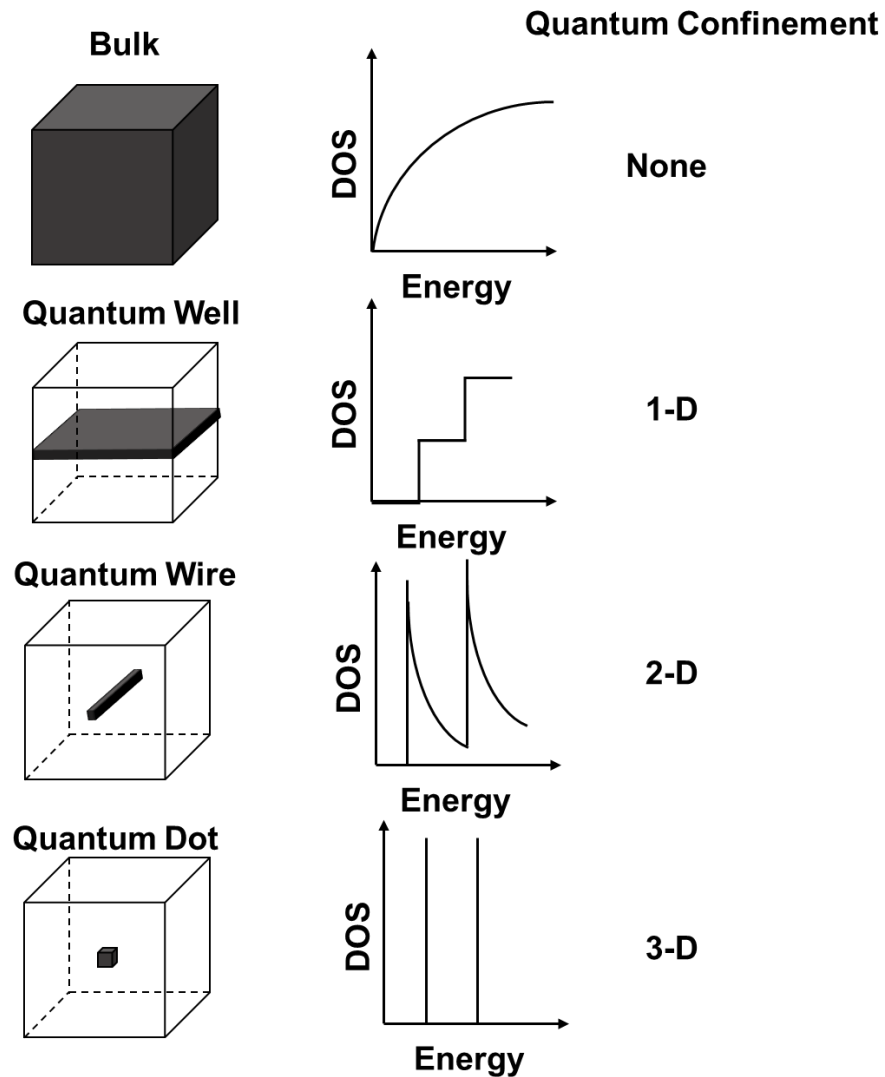 Quantum Confinement
Bulk
DOS
None
Energy
Quantum Well
DOS
1-D
Energy
Quantum Wire
DOS
2-D
Energy
Quantum Dot
DOS
3-D
Energy